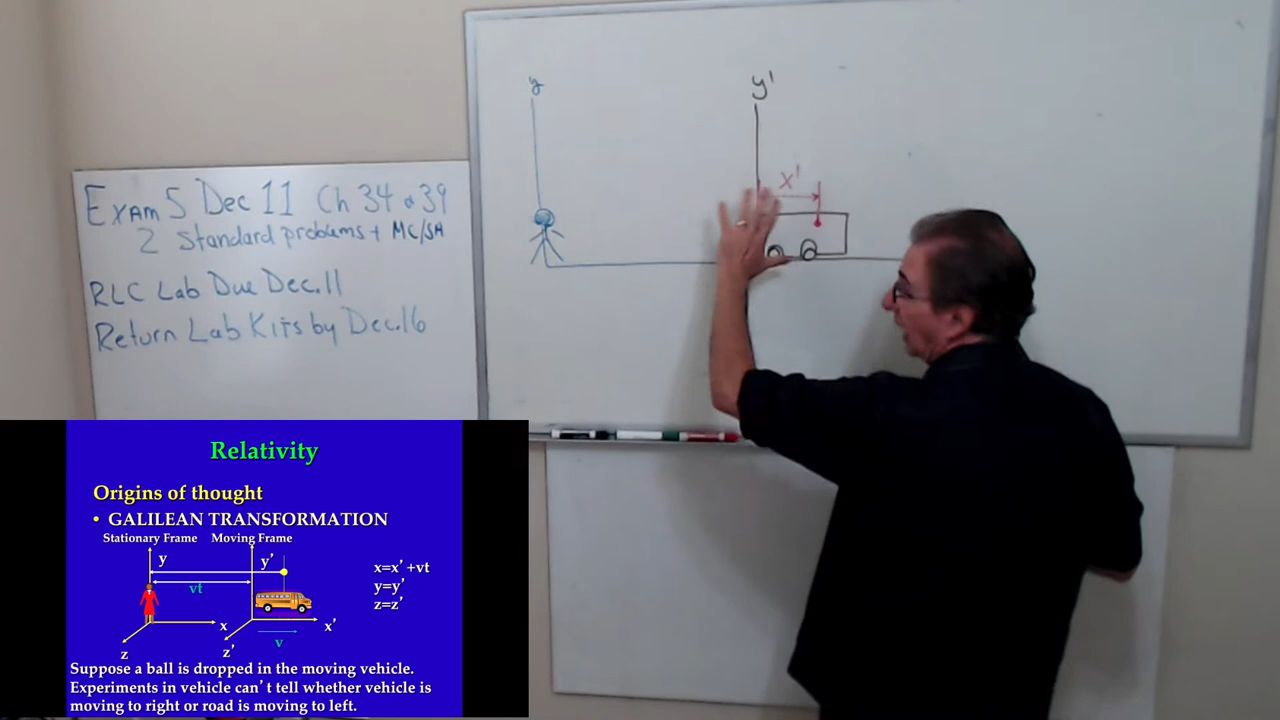 Exam 5 Dec 11 Ch 34 & 39
2 Standard problems + MC/SA
RLC Lab Due Dec. 11
Return Lab Kits by Dec. 16
y
y'
x'
Relativity
Origins of thought
• GALILEAN TRANSFORMATION
Stationary Frame Moving Frame
y
y'
vt
x
x'
z
z'
v
x=x'+vt
y=y'
z=z'
Suppose a ball is dropped in the moving vehicle.
Experiments in vehicle can't tell whether vehicle is
moving to right or road is moving to left.